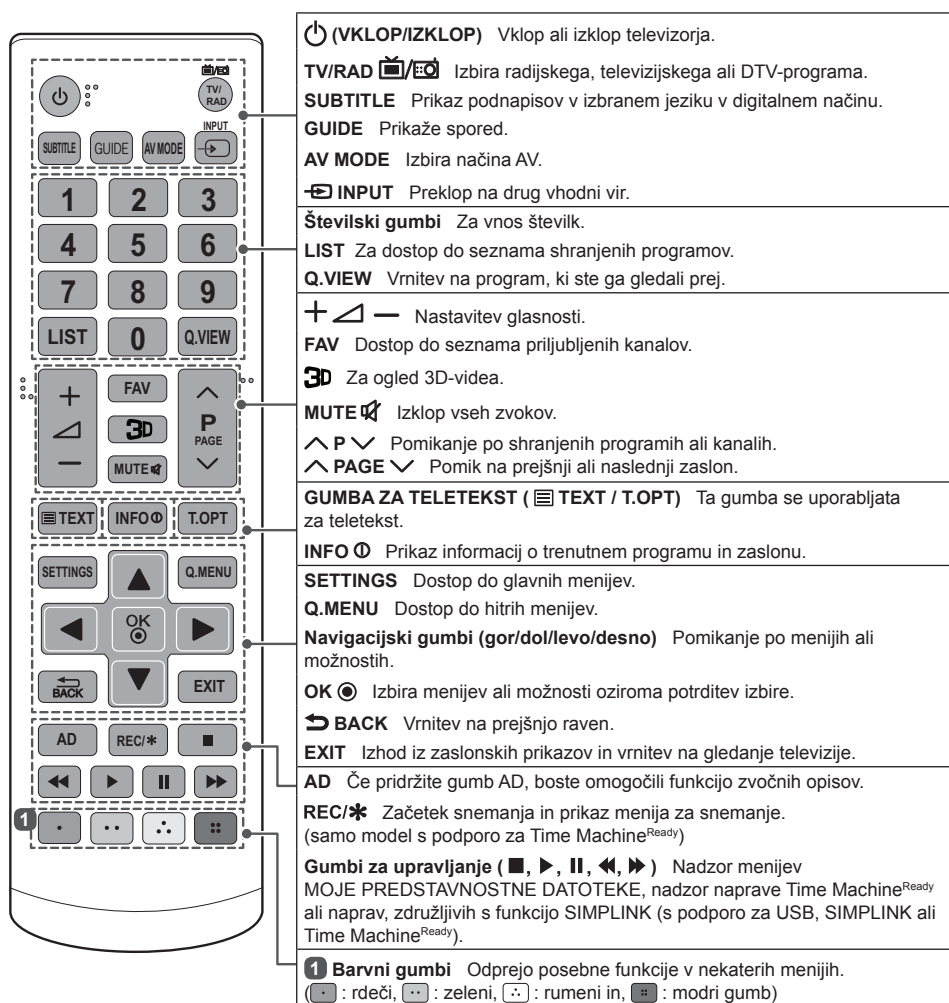 TV/
RAD
INPUT
SUBTITLE GUIDE AV MODE
1 2 3
4 5 6
7 8 9
LIST 0 Q.VIEW
+ FAV
3D P
PAGE
— MUTE
TEXT INFO T.OPT
SETTINGS Q.MENU
OK
BACK EXIT
AD REC/*
1
(VKLOP/IZKLOP) Vklop ali izklop televizorja.
TV/RAD / Izbira radijskega, televizijskega ali DTV-programa.
SUBTITLE Prikaz podnapisov v izbranem jeziku v digitalnem načinu.
GUIDE Prikaže spored.
AV MODE Izbira načina AV.
INPUT Preklop na drug vhodni vir.
Številski gumbi Za vnos številk.
LIST Za dostop do seznama shranjenih programov.
Q.VIEW Vrnitev na program, ki ste ga gledali prej.
+ — Nastavitev glasnosti.
FAV Dostop do seznama priljubljenih kanalov.
3D Za ogled 3D-videa.
MUTE Izklop vseh zvokov.
P Pomikanje po shranjenih programih ali kanalih.
PAGE Pomik na prejšnji ali naslednji zaslon.
GUMBA ZA TELETEKST ( TEXT / T.OPT) Ta gumba se uporabljata
za teletekst.
INFO Prikaz informacij o trenutnem programu in zaslonu.
SETTINGS Dostop do glavnih menijev.
Q.MENU Dostop do hitrih menijev.
Navigacijski gumbi (gor/dol/levo/desno) Pomikanje po menijih ali
možnostih.
OK Izbira menijev ali možnosti oziroma potrditev izbire.
BACK Vrnitev na prejšnjo raven.
EXIT Izhod iz zaslonskih prikazov in vrnitev na gledanje televizije.
AD Če pridržite gumb AD, boste omogočili funkcijo zvočnih opisov.
REC/* Začetek snemanja in prikaz menija za snemanje.
(samo model s podporo za Time MachineReady)
Gumbi za upravljanje ( ■, ▶, II, ◀◀, ▶▶ ) Nadzor menijev
MOJE PREDSTAVNOSTNE DATOTEKE, nadzor naprave Time MachineReady
ali naprav, združljivih s funkcijo SIMPLINK (s podporo za USB, SIMPLINK ali
Time MachineReady).
1 Barvni gumbi Odprejo posebne funkcije v nekaterih menijih.
( : rdeči, : zeleni, : rumeni in, : modri gumb)